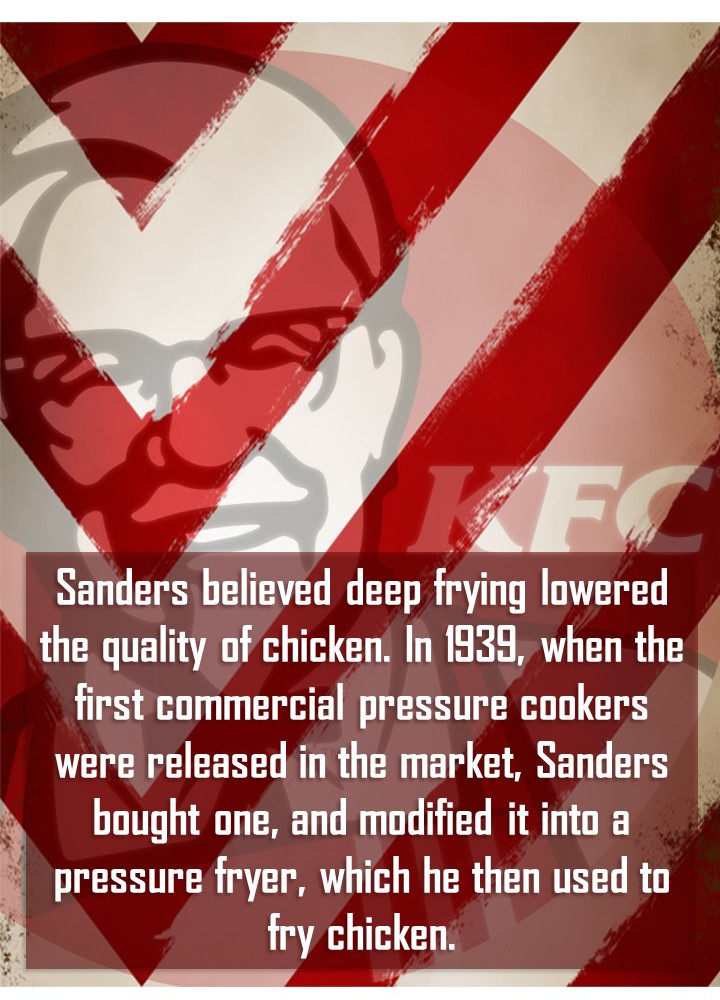 KFC
Sanders believed deep frying lowered
the quality of chicken. In 1939, when the
first commercial pressure cookers
were released in the market, Sanders
bought one, and modified it into a
pressure fryer, which he then used to
fry chicken.